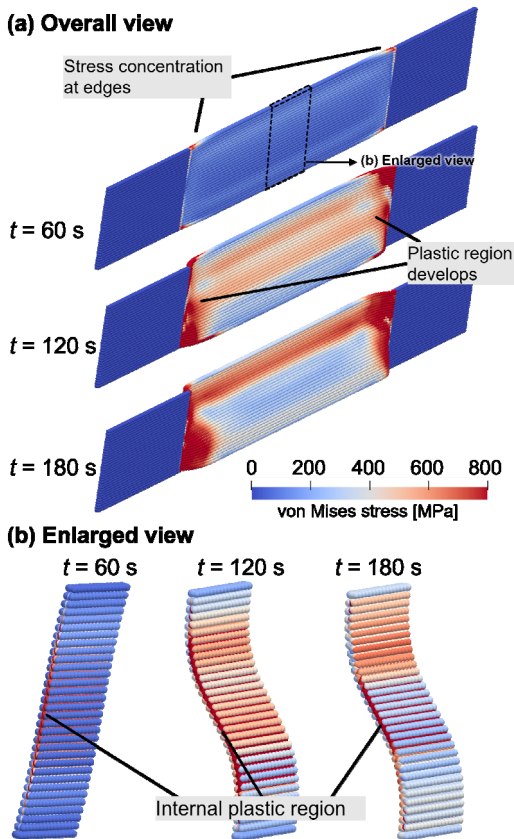 (a) Overall view
Stress concentration
at edges
(b) Enlarged view
t = 60 s
Plastic region
develops
t = 120 s
t = 180 s
0 200 400 600 800
von Mises stress [MPa]
(b) Enlarged view
t = 60 s t = 120 s t = 180 s
Internal plastic region